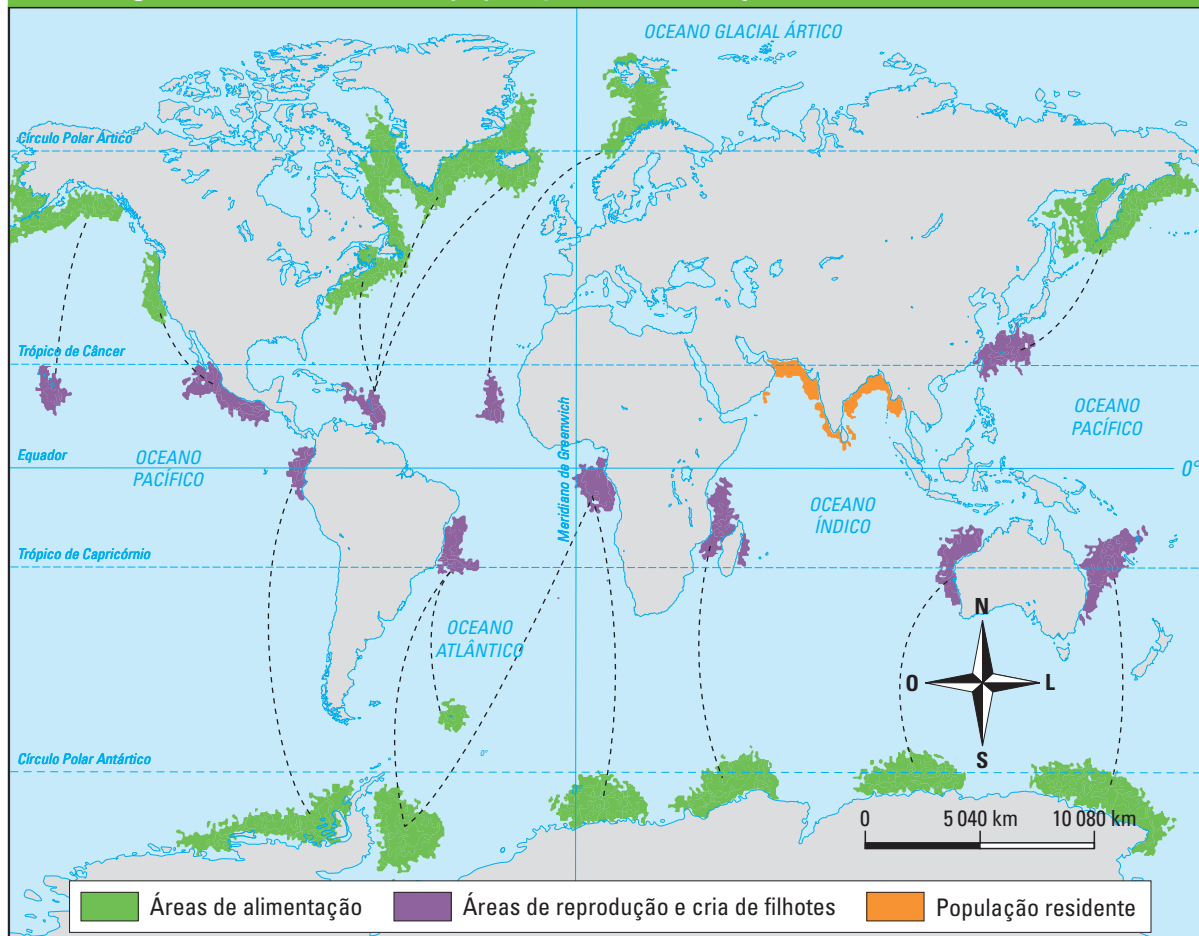 OCEANO GLACIAL ÁRTICO
Círculo Polar Ártico
Trópico de Câncer
Meridiano de Greenwich
OCEANO
PACÍFICO
Equador
0°
OCEANO
PACÍFICO
OCEANO
ÍNDICO
Trópico de Capricórnio
OCEANO
ATLÂNTICO
N
O
L
S
0°
Círculo Polar Antártico
0
5 040 km
10 080 km
Áreas de alimentação
Áreas de reprodução e cria de filhotes
População residente